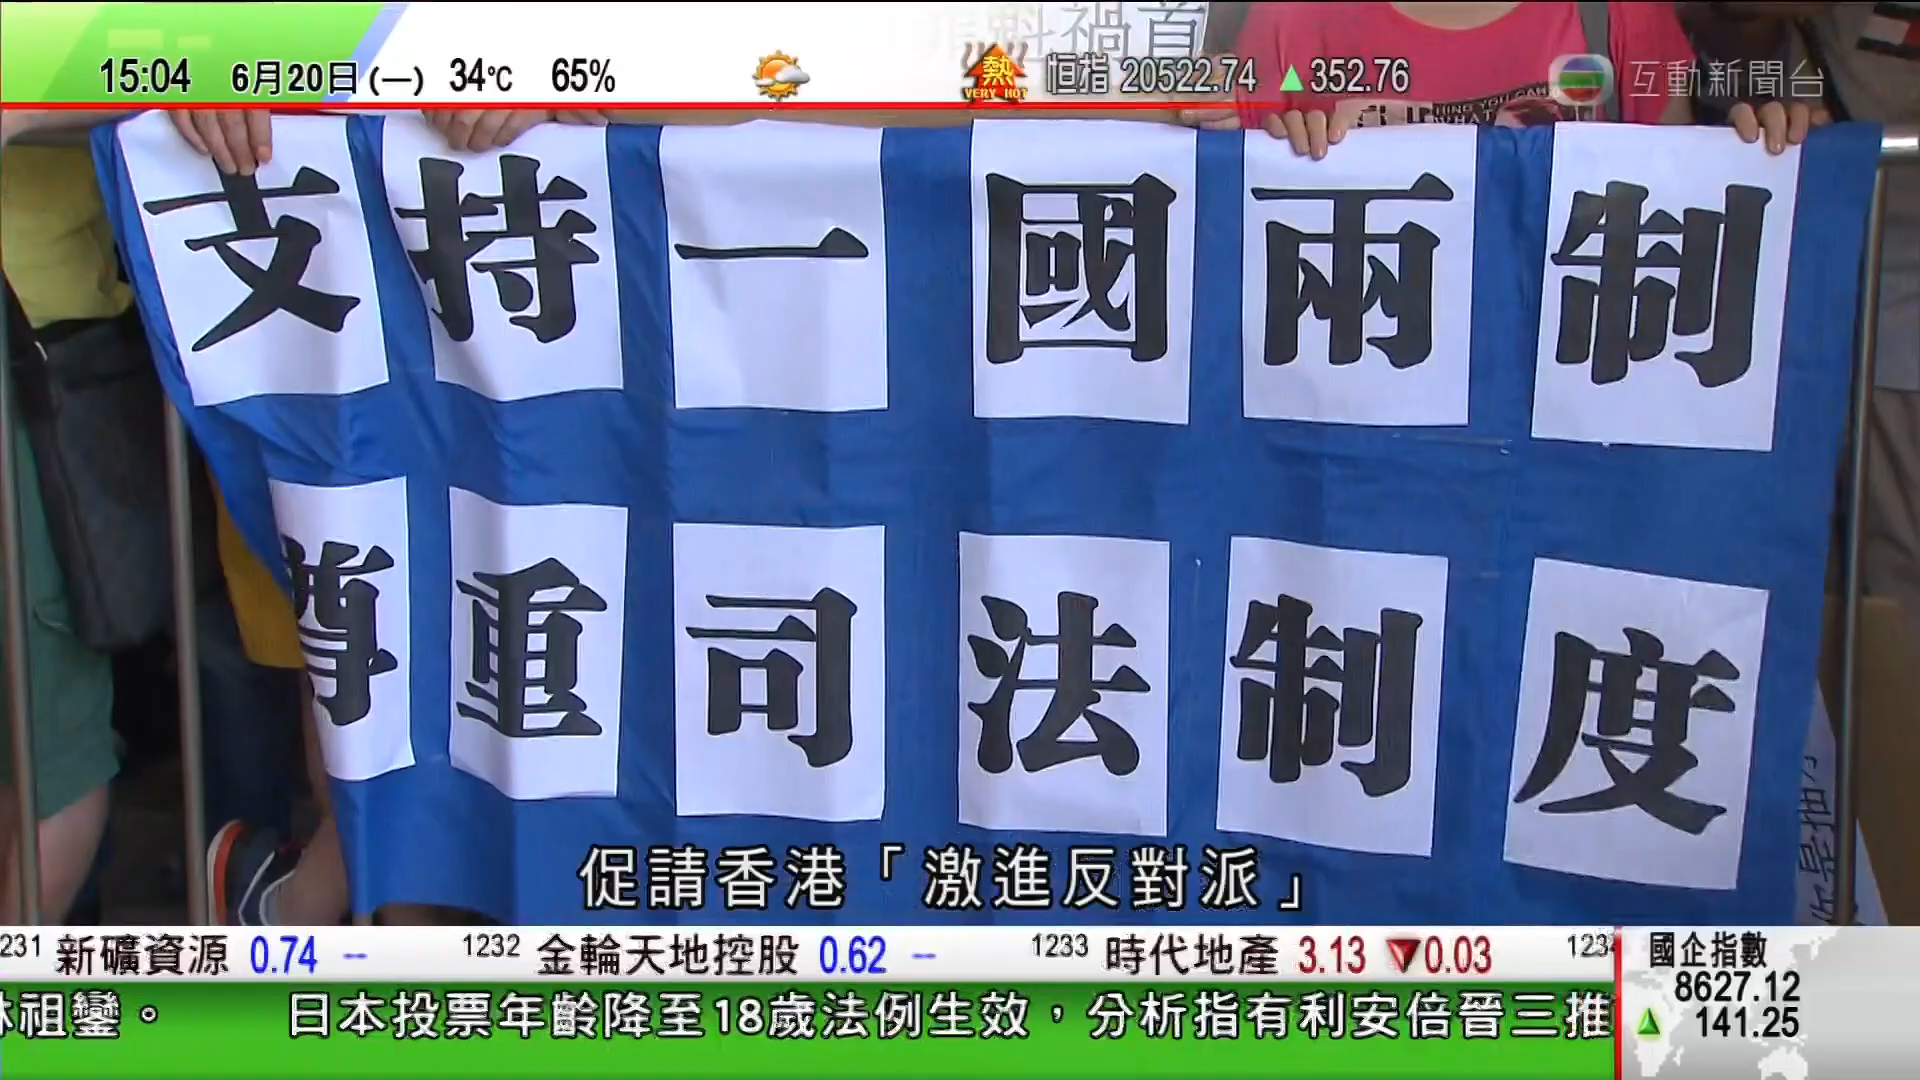 罪魁禍首
15:04 6月20日(一) 34℃ 65% 熱 VERY HOT 恒指 20522.74 ▲352.76 互動新聞台
支持一國兩制
尊重司法制度
促請香港「激進反對派」
1231 新礦資源 0.74 -- 1232 金輪天地控股 0.62 -- 1233 時代地產 3.13 ▼0.03
國企指數
8627.12
▲ 141.25
林祖鑾。 日本投票年齡降至18歲法例生效，分析指有利安倍晉三推